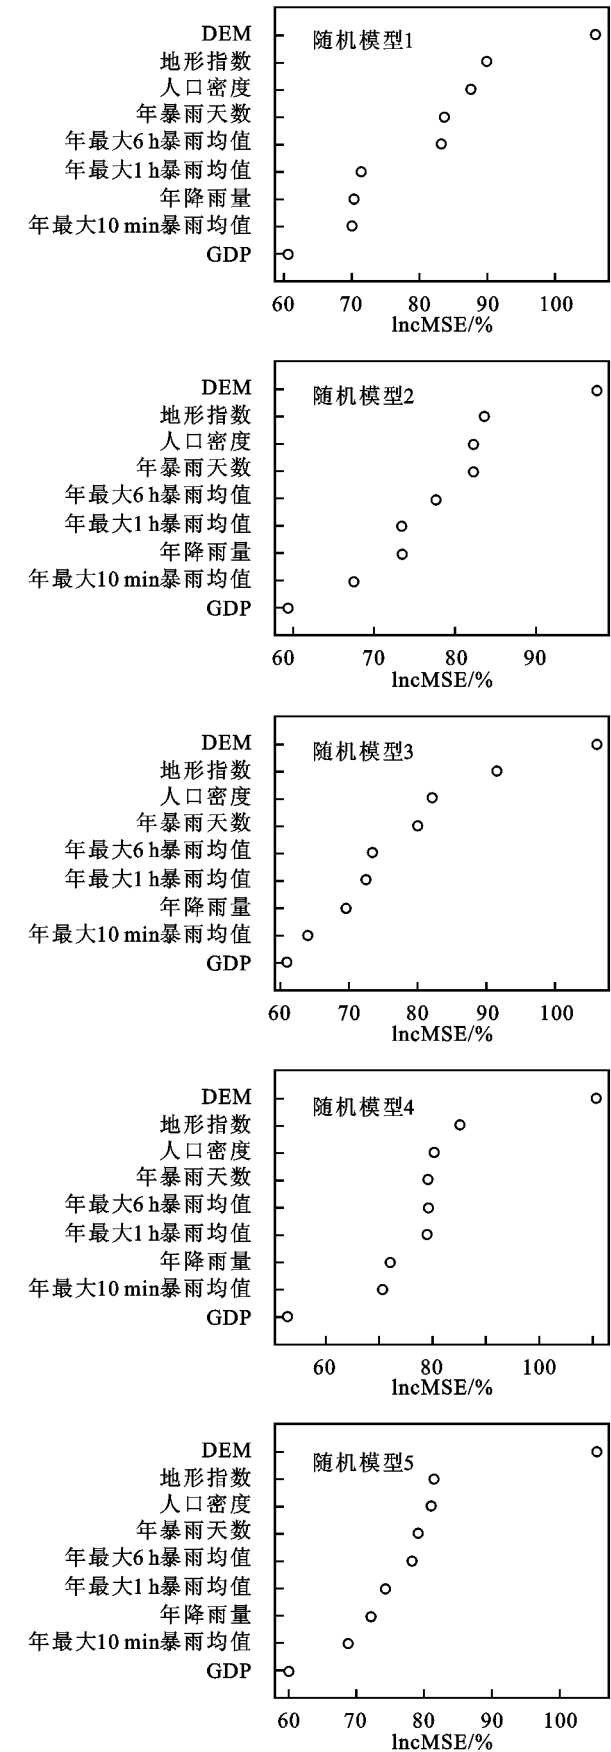 DEM
随机模型1
地形指数
人口密度
年暴雨天数
年最大6 h暴雨均值
年最大1 h暴雨均值
年降雨量
年最大10 min暴雨均值
GDP
60 70 80 90 100
lncMSE/%
DEM
随机模型2
地形指数
人口密度
年暴雨天数
年最大6 h暴雨均值
年最大1 h暴雨均值
年降雨量
年最大10 min暴雨均值
GDP
60 70 80 90
lncMSE/%
DEM
随机模型3
地形指数
人口密度
年暴雨天数
年最大6 h暴雨均值
年最大1 h暴雨均值
年降雨量
年最大10 min暴雨均值
GDP
60 70 80 90 100
lncMSE/%
DEM
随机模型4
地形指数
人口密度
年暴雨天数
年最大6 h暴雨均值
年最大1 h暴雨均值
年降雨量
年最大10 min暴雨均值
GDP
60 80 100
lncMSE/%
DEM
随机模型5
地形指数
人口密度
年暴雨天数
年最大6 h暴雨均值
年最大1 h暴雨均值
年降雨量
年最大10 min暴雨均值
GDP
60 70 80 90 100
lncMSE/%